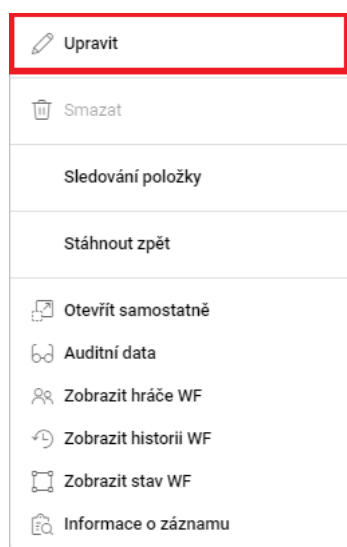 Upravit
Smazat
Sledování položky
Stáhnout zpět
Otevřít samostatně
Auditní data
Zobrazit hráče WF
Zobrazit historii WF
Zobrazit stav WF
Informace o záznamu